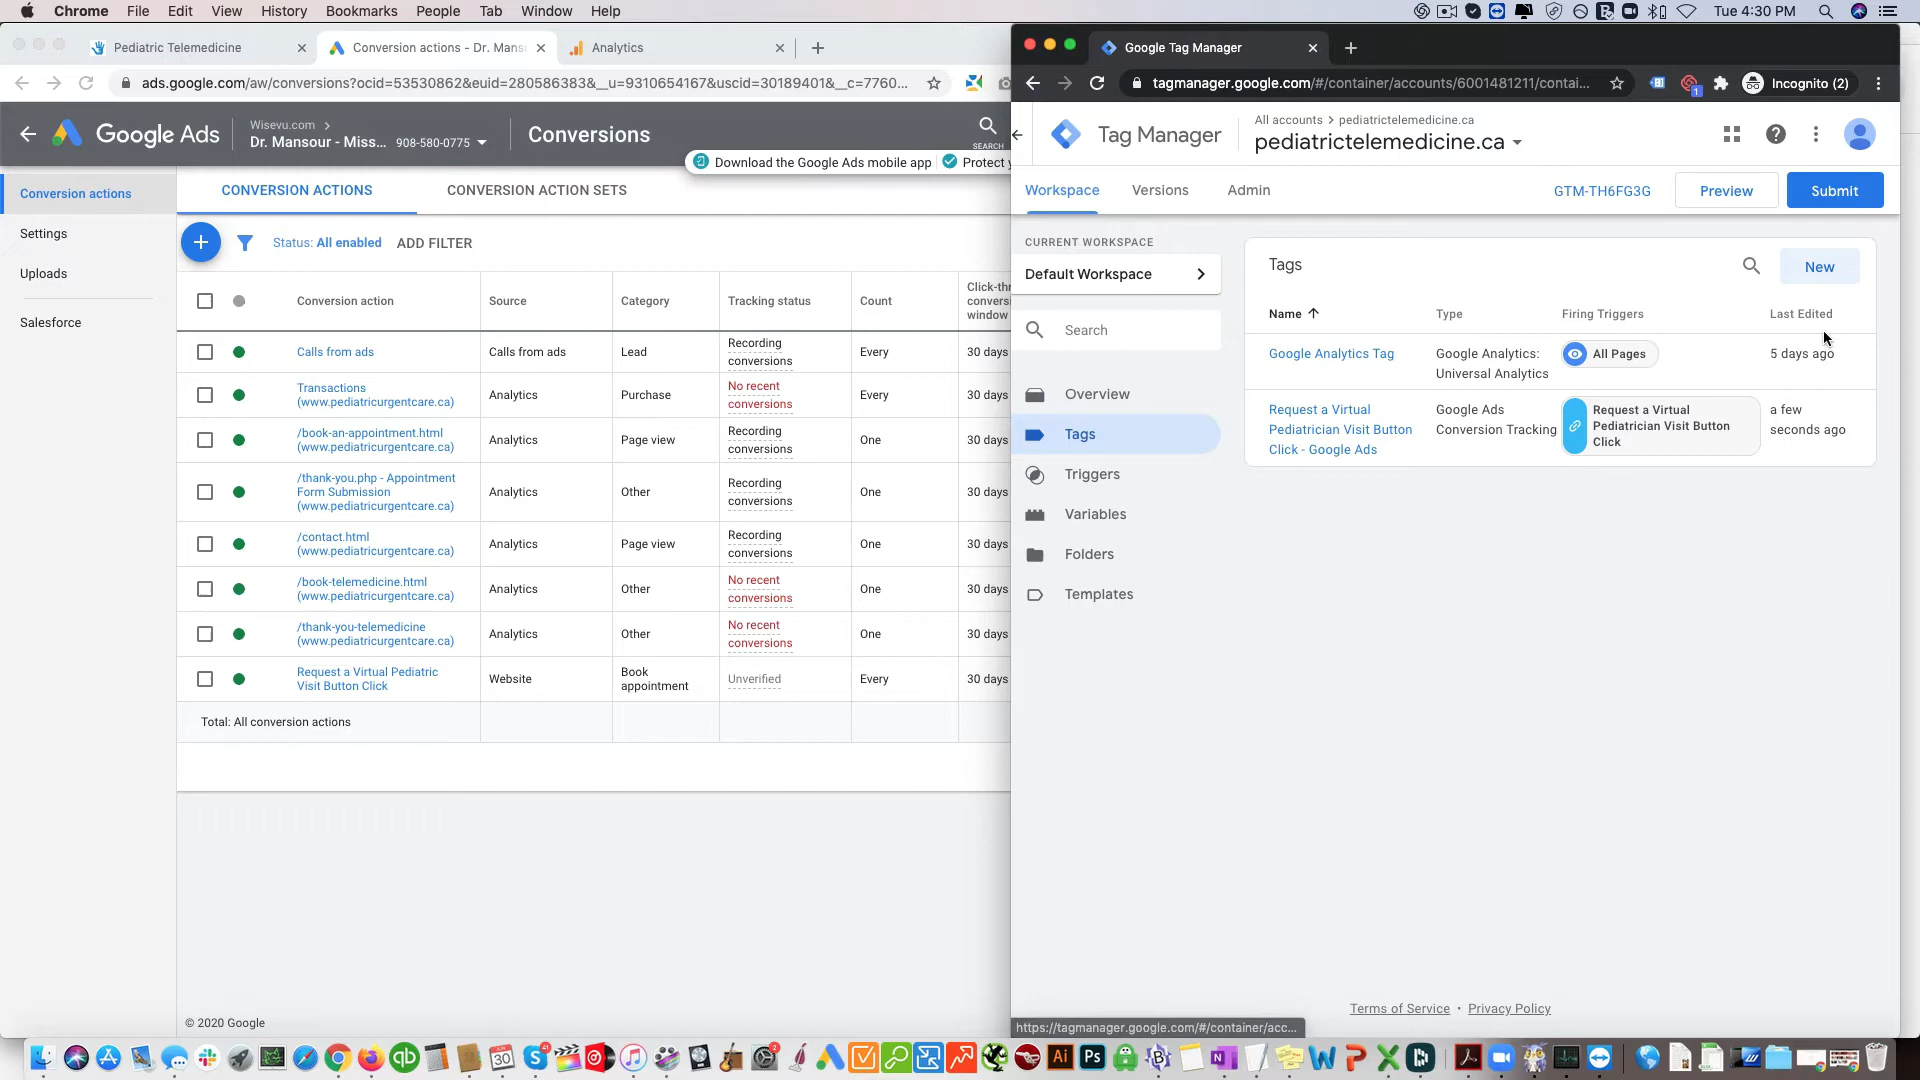 Chrome File Edit View History Bookmarks People Tab Window Help
Tue 4:30 PM
Pediatric Telemedicine
Conversion actions - Dr. Mans
Analytics
ads.google.com/aw/conversions?ocid=53530862&euid=280586383&__u=9310654167&uscid=30189401&__c=7760...
Google Ads
Wisevu.com
Dr. Mansour - Miss... 908-580-0775
Conversions
SEARCH
Download the Google Ads mobile app
Protect y
Conversion actions
Settings
Uploads
Salesforce
CONVERSION ACTIONS
CONVERSION ACTION SETS
Status: All enabled
ADD FILTER
Conversion action
Source
Category
Tracking status
Count
Click-thr
convers
window
Calls from ads
Calls from ads
Lead
Recording
conversions
Every
30 days
Transactions
(www.pediatricurgentcare.ca)
Analytics
Purchase
No recent
conversions
Every
30 days
/book-an-appointment.html
(www.pediatricurgentcare.ca)
Analytics
Page view
Recording
conversions
One
30 days
/thank-you.php - Appointment
Form Submission
(www.pediatricurgentcare.ca)
Analytics
Other
Recording
conversions
One
30 days
/contact.html
(www.pediatricurgentcare.ca)
Analytics
Page view
Recording
conversions
One
30 days
/book-telemedicine.html
(www.pediatricurgentcare.ca)
Analytics
Other
No recent
conversions
One
30 days
/thank-you-telemedicine
(www.pediatricurgentcare.ca)
Analytics
Other
No recent
conversions
One
30 days
Request a Virtual Pediatric
Visit Button Click
Website
Book
appointment
Unverified
Every
30 days
Total: All conversion actions
© 2020 Google
Google Tag Manager
tagmanager.google.com/#/container/accounts/6001481211/contai...
1
Incognito (2)
Tag Manager
All accounts > pediatrictelemedicine.ca
pediatrictelemedicine.ca
Workspace
Versions
Admin
GTM-TH6FG3G
Preview
Submit
CURRENT WORKSPACE
Default Workspace
Search
Overview
Tags
Triggers
Variables
Folders
Templates
Tags
New
Name
Type
Firing Triggers
Last Edited
Google Analytics Tag
Google Analytics:
Universal Analytics
All Pages
5 days ago
Request a Virtual
Pediatrician Visit Button
Click - Google Ads
Google Ads
Conversion Tracking
Request a Virtual
Pediatrician Visit Button
Click
a few
seconds ago
Terms of Service • Privacy Policy
https://tagmanager.google.com/#/container/acc...